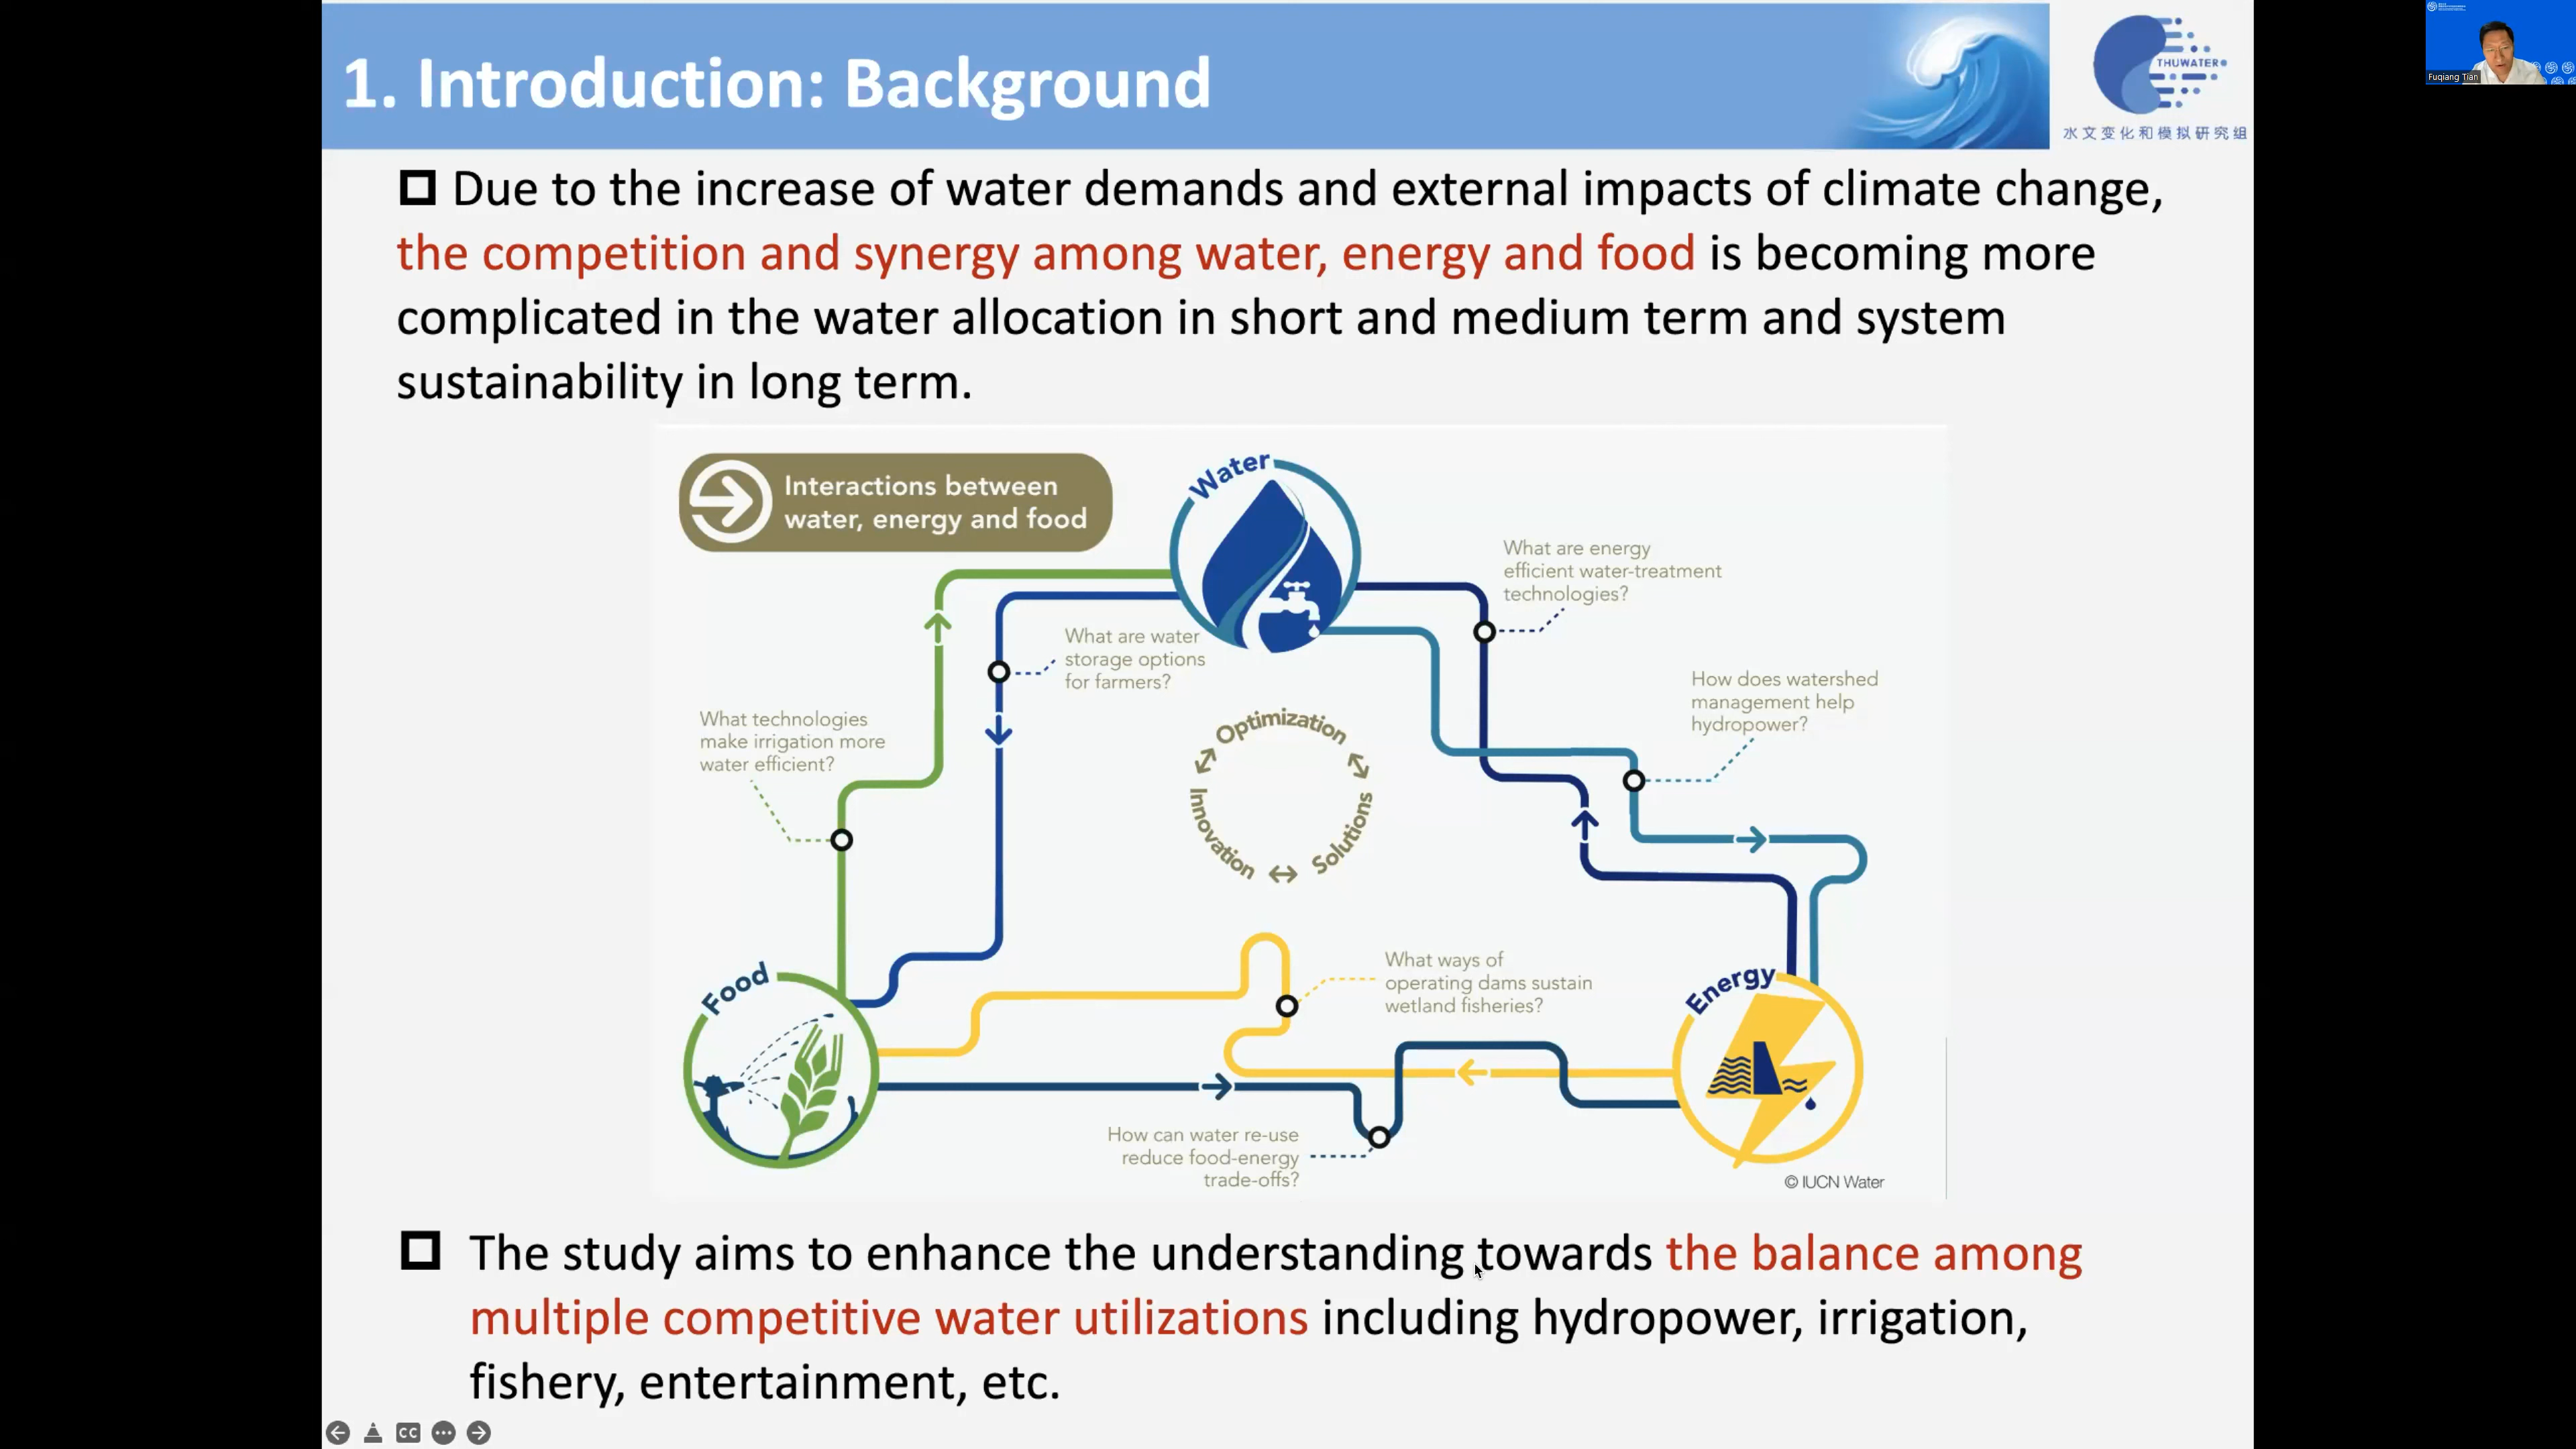 1. Introduction: Background
THUWATER
水文变化和模拟研究组
Fuqiang Tian
Due to the increase of water demands and external impacts of climate change,
the competition and synergy among water, energy and food is becoming more
complicated in the water allocation in short and medium term and system
sustainability in long term.
Interactions between
water, energy and food
Water
What are energy
efficient water-treatment
technologies?
What are water
storage options
for farmers?
How does watershed
management help
hydropower?
What technologies
make irrigation more
water efficient?
Optimization
Innovation
Solutions
Food
What ways of
operating dams sustain
wetland fisheries?
Energy
How can water re-use
reduce food-energy
trade-offs?
© IUCN Water
The study aims to enhance the understanding towards the balance among
multiple competitive water utilizations including hydropower, irrigation,
fishery, entertainment, etc.
CC